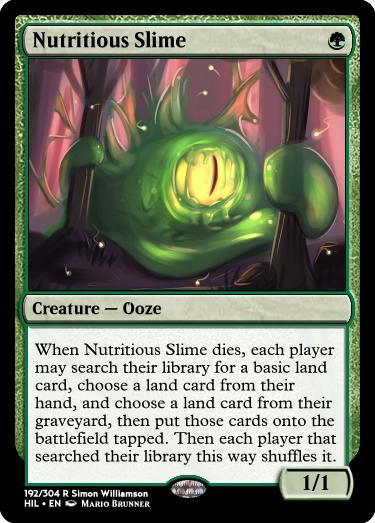 Nutritious Slime
Creature — Ooze
When Nutritious Slime dies, each player
may search their library for a basic land
card, choose a land card from their
hand, and choose a land card from their
graveyard, then put those cards onto the
battlefield tapped. Then each player that
searched their library this way shuffles it.
1/1
192/304 R Simon Williamson
HIL • EN Mario Brunner